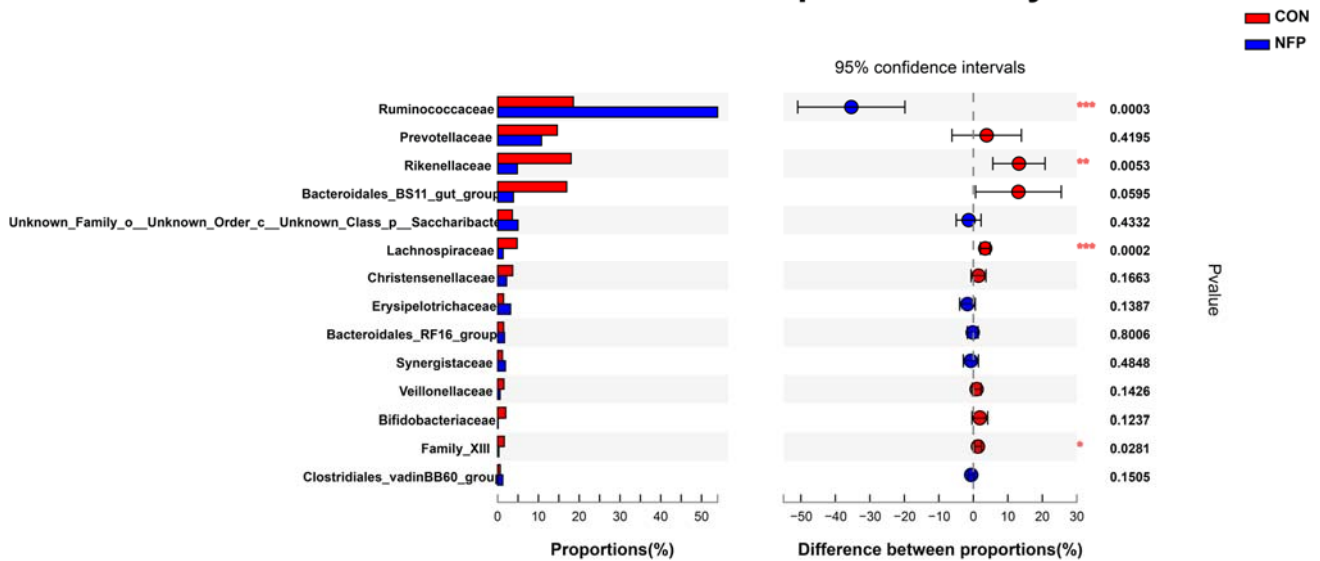 CON
NFP
95% confidence intervals
Ruminococcaceae *** 0.0003
Prevotellaceae 0.4195
Rikenellaceae ** 0.0053
Bacteroidales_BS11_gut_group 0.0595
Unknown_Family_o__Unknown_Order_c__Unknown_Class_p__Saccharibacte 0.4332
Lachnospiraceae *** 0.0002
Christensenellaceae 0.1663
Erysipelotrichaceae 0.1387
Bacteroidales_RF16_group 0.8006
Synergistaceae 0.4848
Veillonellaceae 0.1426
Bifidobacteriaceae 0.1237
Family_XIII * 0.0281
Clostridiales_vadinBB60_group 0.1505
Pvalue
0 10 20 30 40 50
−50 −40 −30 −20 −10 0 10 20 30
Proportions(%)
Difference between proportions(%)